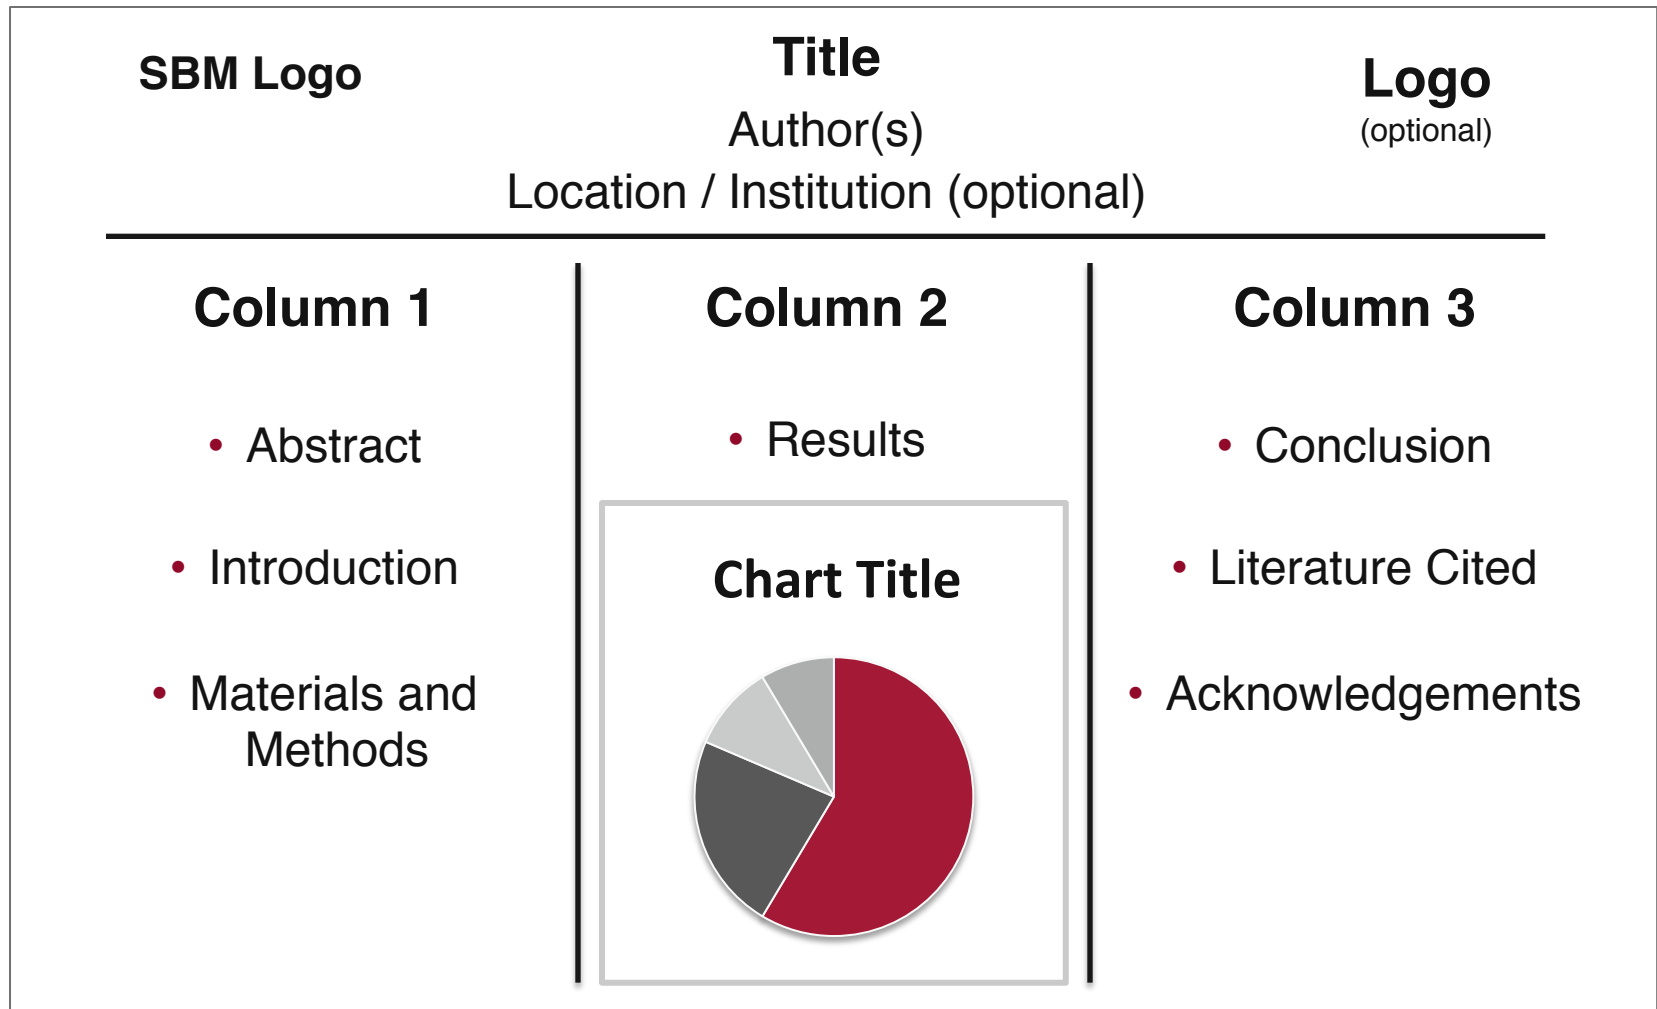 SBM Logo
Title
Author(s)
Location / Institution (optional)
Logo
(optional)
Column 1
• Abstract
• Introduction
• Materials and
Methods
Column 2
• Results
Chart Title
Column 3
• Conclusion
• Literature Cited
• Acknowledgements